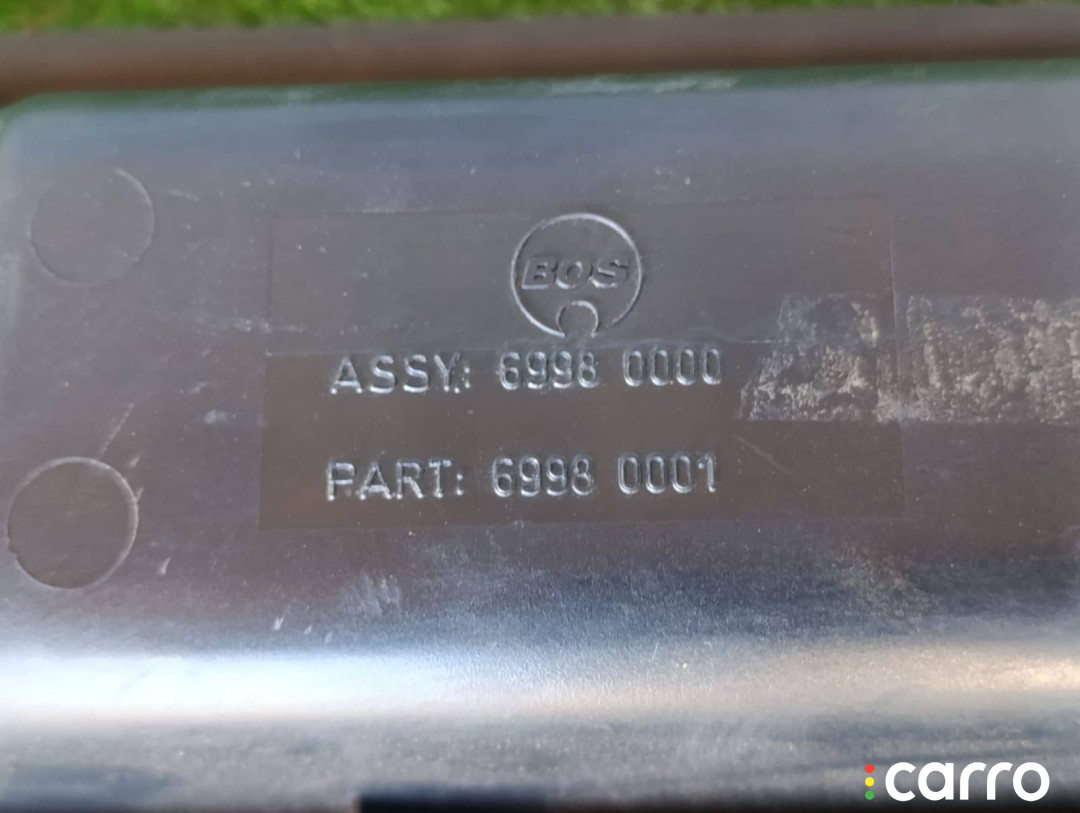 BOS
ASSY: 6998 0000
PART: 6998 0001
carro